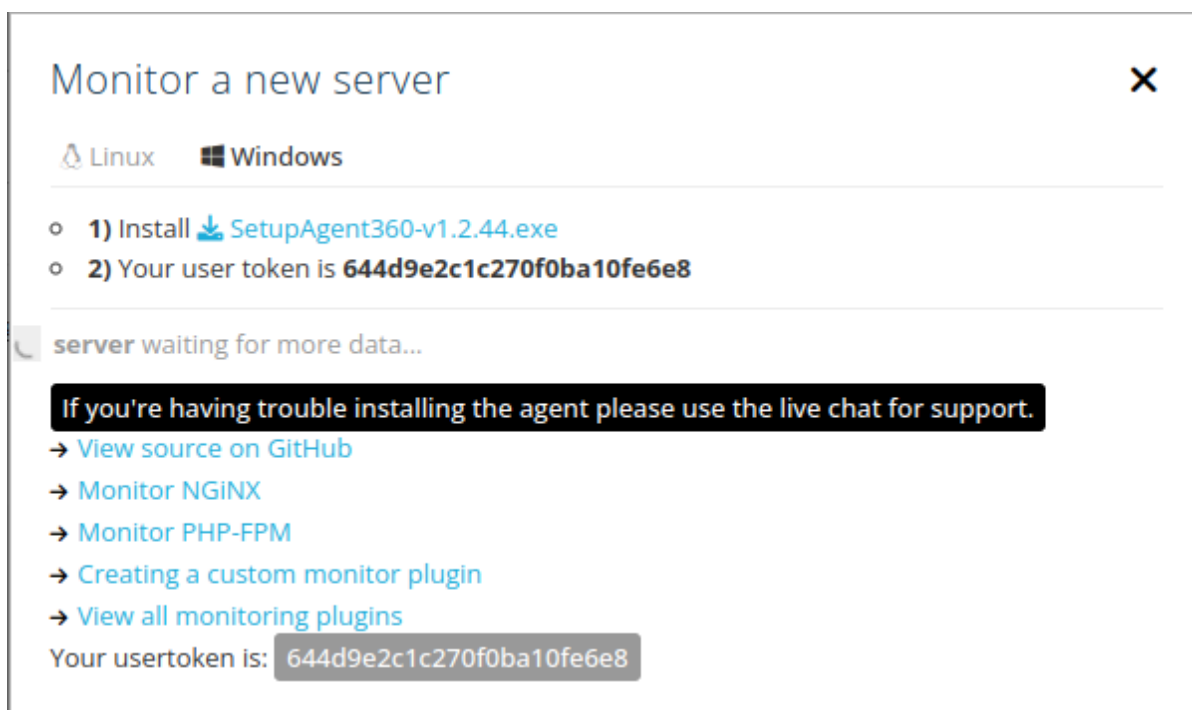 Monitor a new server
Linux Windows
1) Install SetupAgent360-v1.2.44.exe
2) Your user token is 644d9e2c1c270f0ba10fe6e8
server waiting for more data...
If you're having trouble installing the agent please use the live chat for support.
→ View source on GitHub
→ Monitor NGiNX
→ Monitor PHP-FPM
→ Creating a custom monitor plugin
→ View all monitoring plugins
Your usertoken is: 644d9e2c1c270f0ba10fe6e8